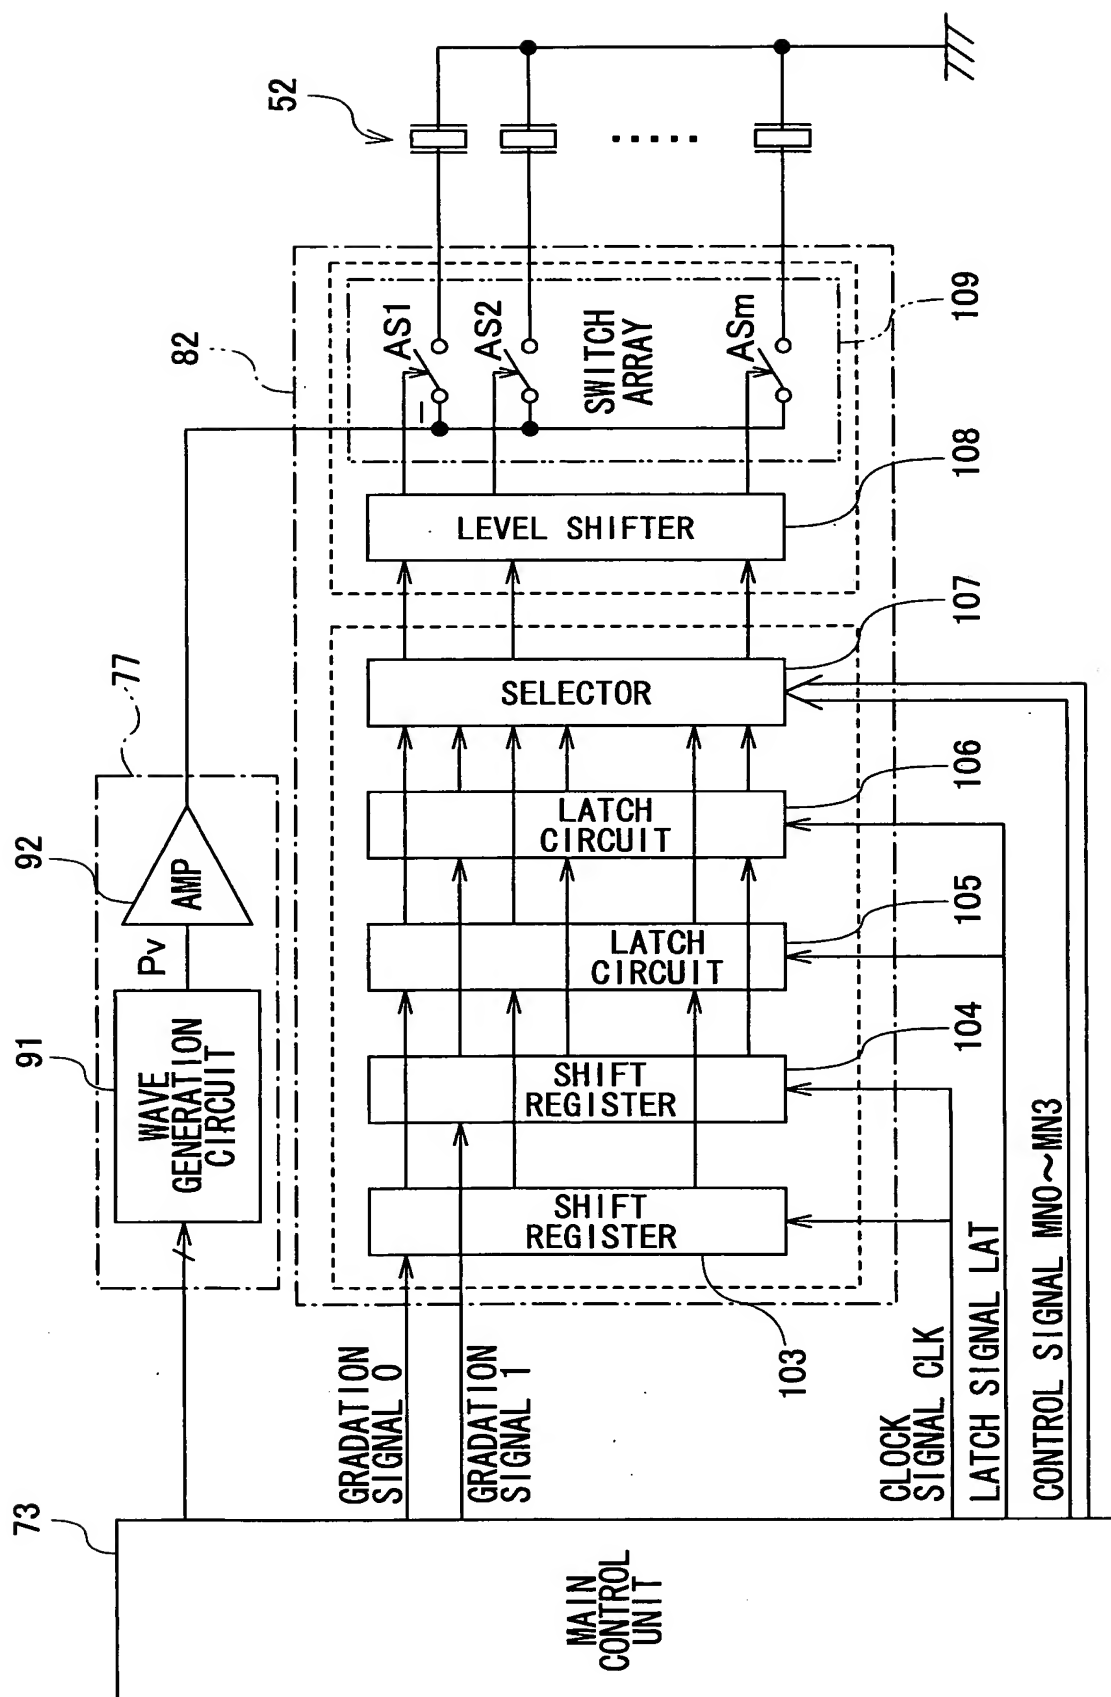 73
MAIN
CONTROL
UNIT
77
91
WAVE
GENERATION
CIRCUIT
Pv
92
AMP
GRADATION
SIGNAL 0
GRADATION
SIGNAL 1
CLOCK
SIGNAL CLK
LATCH SIGNAL LAT
CONTROL SIGNAL MN0~MN3
82
SHIFT
REGISTER
103
SHIFT
REGISTER
104
LATCH
CIRCUIT
105
LATCH
CIRCUIT
106
SELECTOR
107
LEVEL SHIFTER
108
AS1
AS2
SWITCH
ARRAY
ASm
109
52